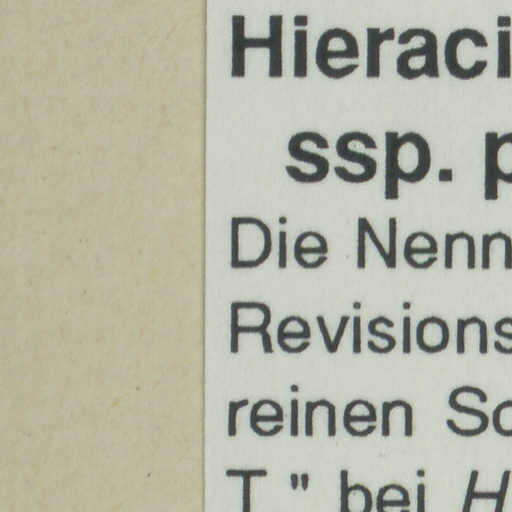 Hieraci
ssp. p
Die Nenn
Revisions
reinen Sc
T." bei H